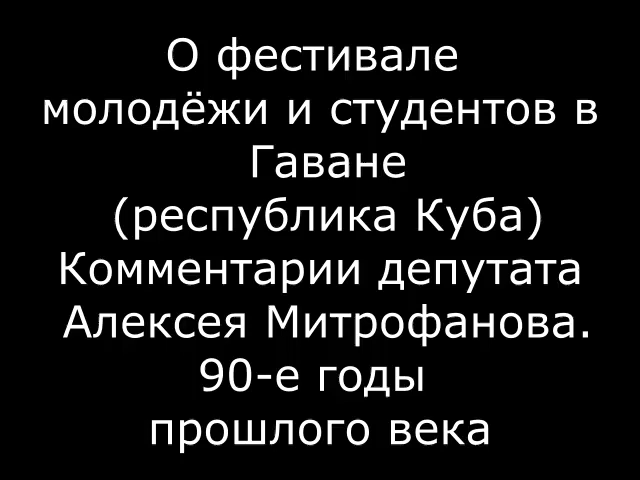 О фестивале
молодёжи и студентов в
Гаване
(республика Куба)
Комментарии депутата
Алексея Митрофанова.
90-е годы
прошлого века